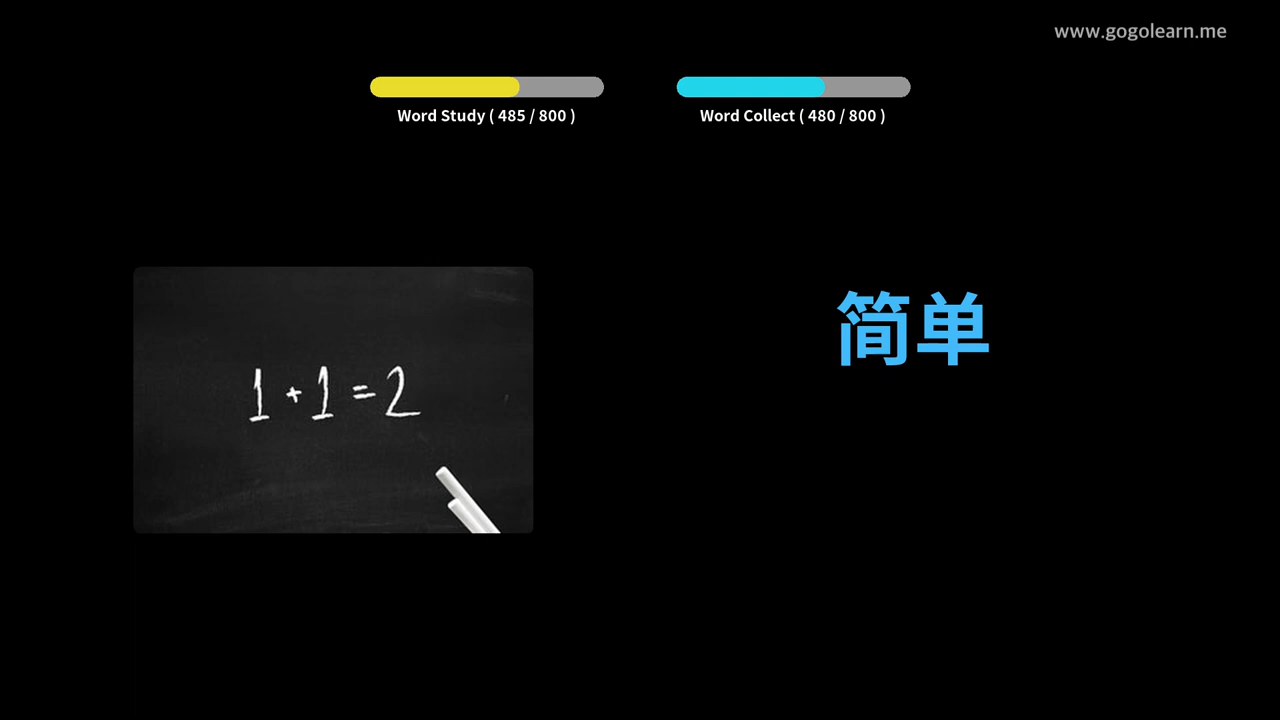 www.gogolearn.me
Word Study ( 485 / 800 )
Word Collect ( 480 / 800 )
简单
1 + 1 = 2